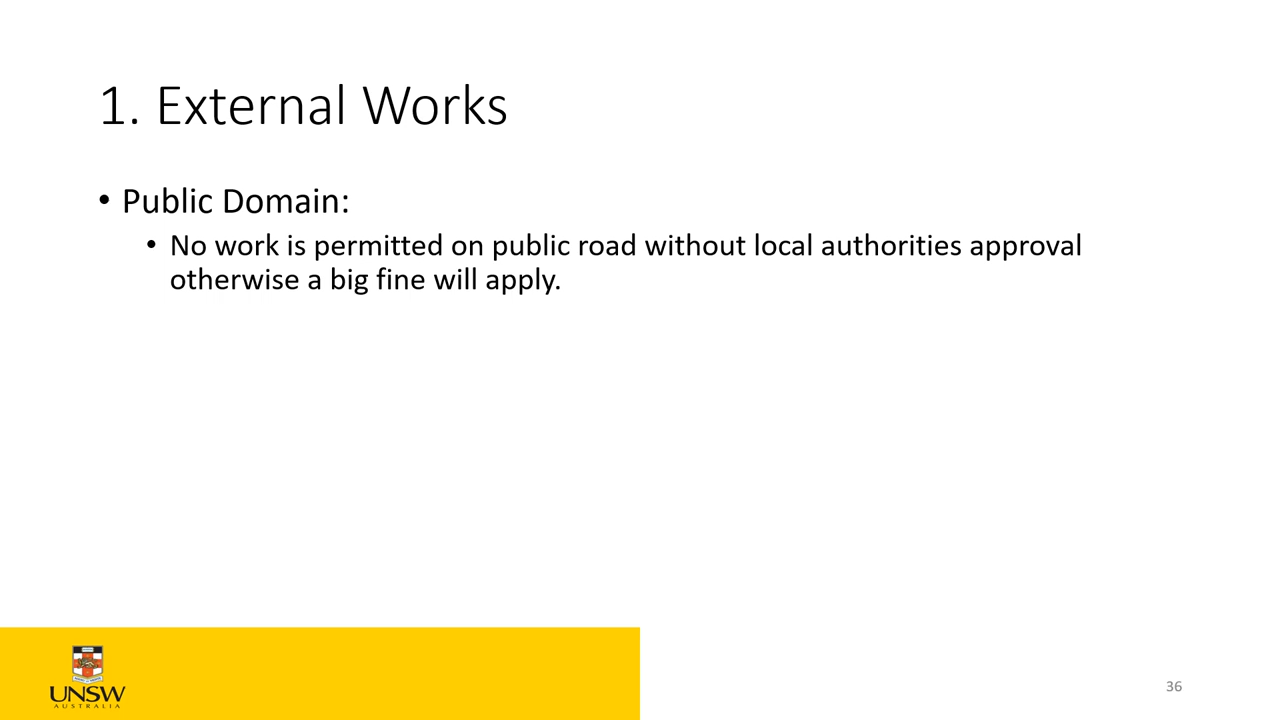 1. External Works
• Public Domain:
• No work is permitted on public road without local authorities approval
otherwise a big fine will apply.
UNSW
AUSTRALIA
36